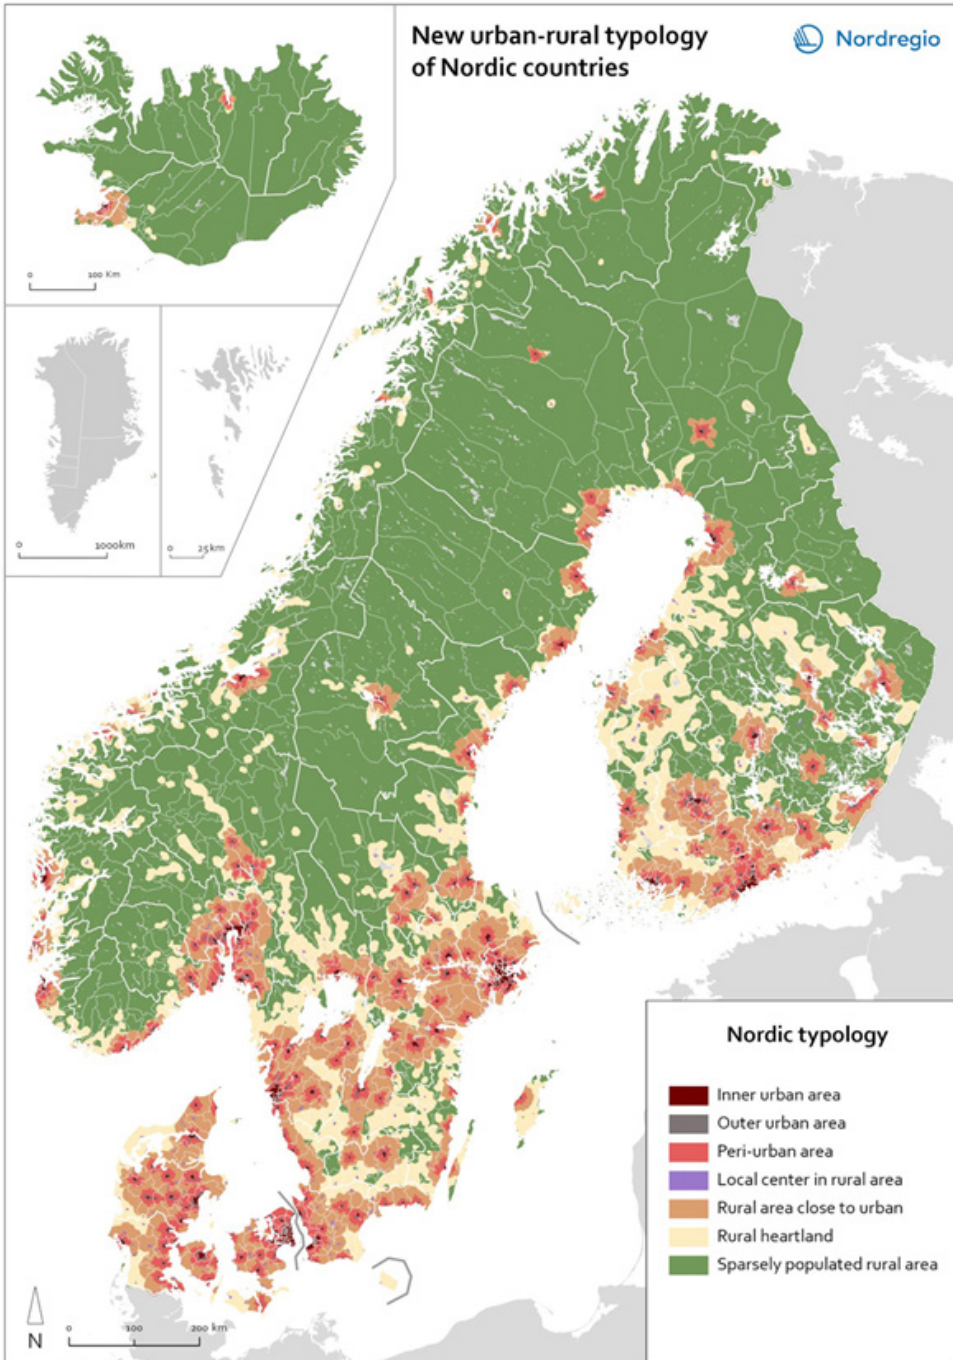 New urban-rural typology
of Nordic countries
Nordregio
0 100 Km
0 1000km
0 25km
Nordic typology
Inner urban area
Outer urban area
Peri-urban area
Local center in rural area
Rural area close to urban
Rural heartland
Sparsely populated rural area
N
0 100 200 km